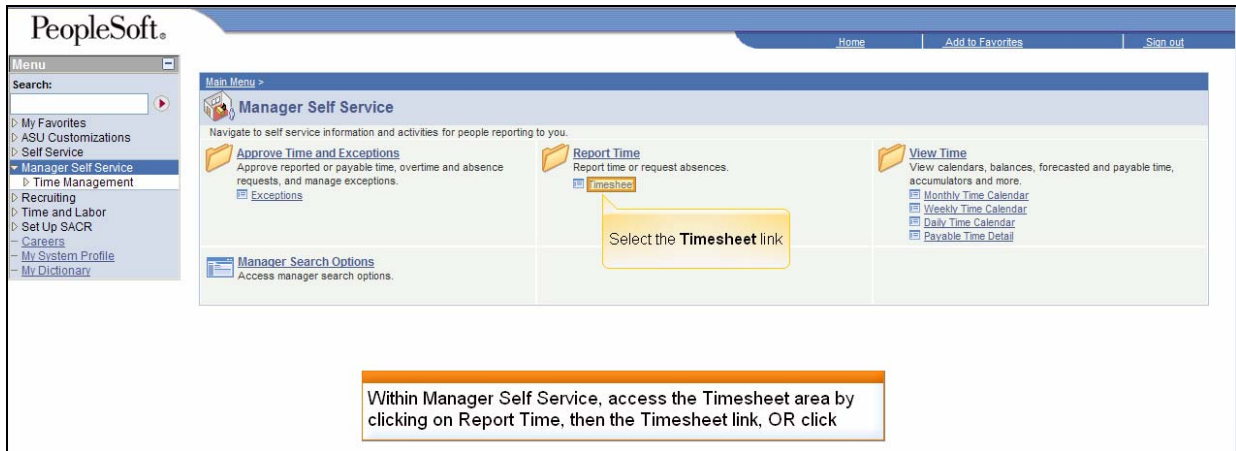 PeopleSoft®
Home
Add to Favorites
Sign out
Menu
Search:
My Favorites
ASU Customizations
Self Service
Manager Self Service
Time Management
Recruiting
Time and Labor
Set Up SACR
Careers
My System Profile
My Dictionary
Main Menu >
Manager Self Service
Navigate to self service information and activities for people reporting to you.
Approve Time and Exceptions
Approve reported or payable time, overtime and absence
requests, and manage exceptions.
Exceptions
Report Time
Report time or request absences.
Timesheet
Select the Timesheet link
View Time
View calendars, balances, forecasted and payable time,
accumulators and more.
Monthly Time Calendar
Weekly Time Calendar
Daily Time Calendar
Payable Time Detail
Manager Search Options
Access manager search options.
Within Manager Self Service, access the Timesheet area by
clicking on Report Time, then the Timesheet link, OR click